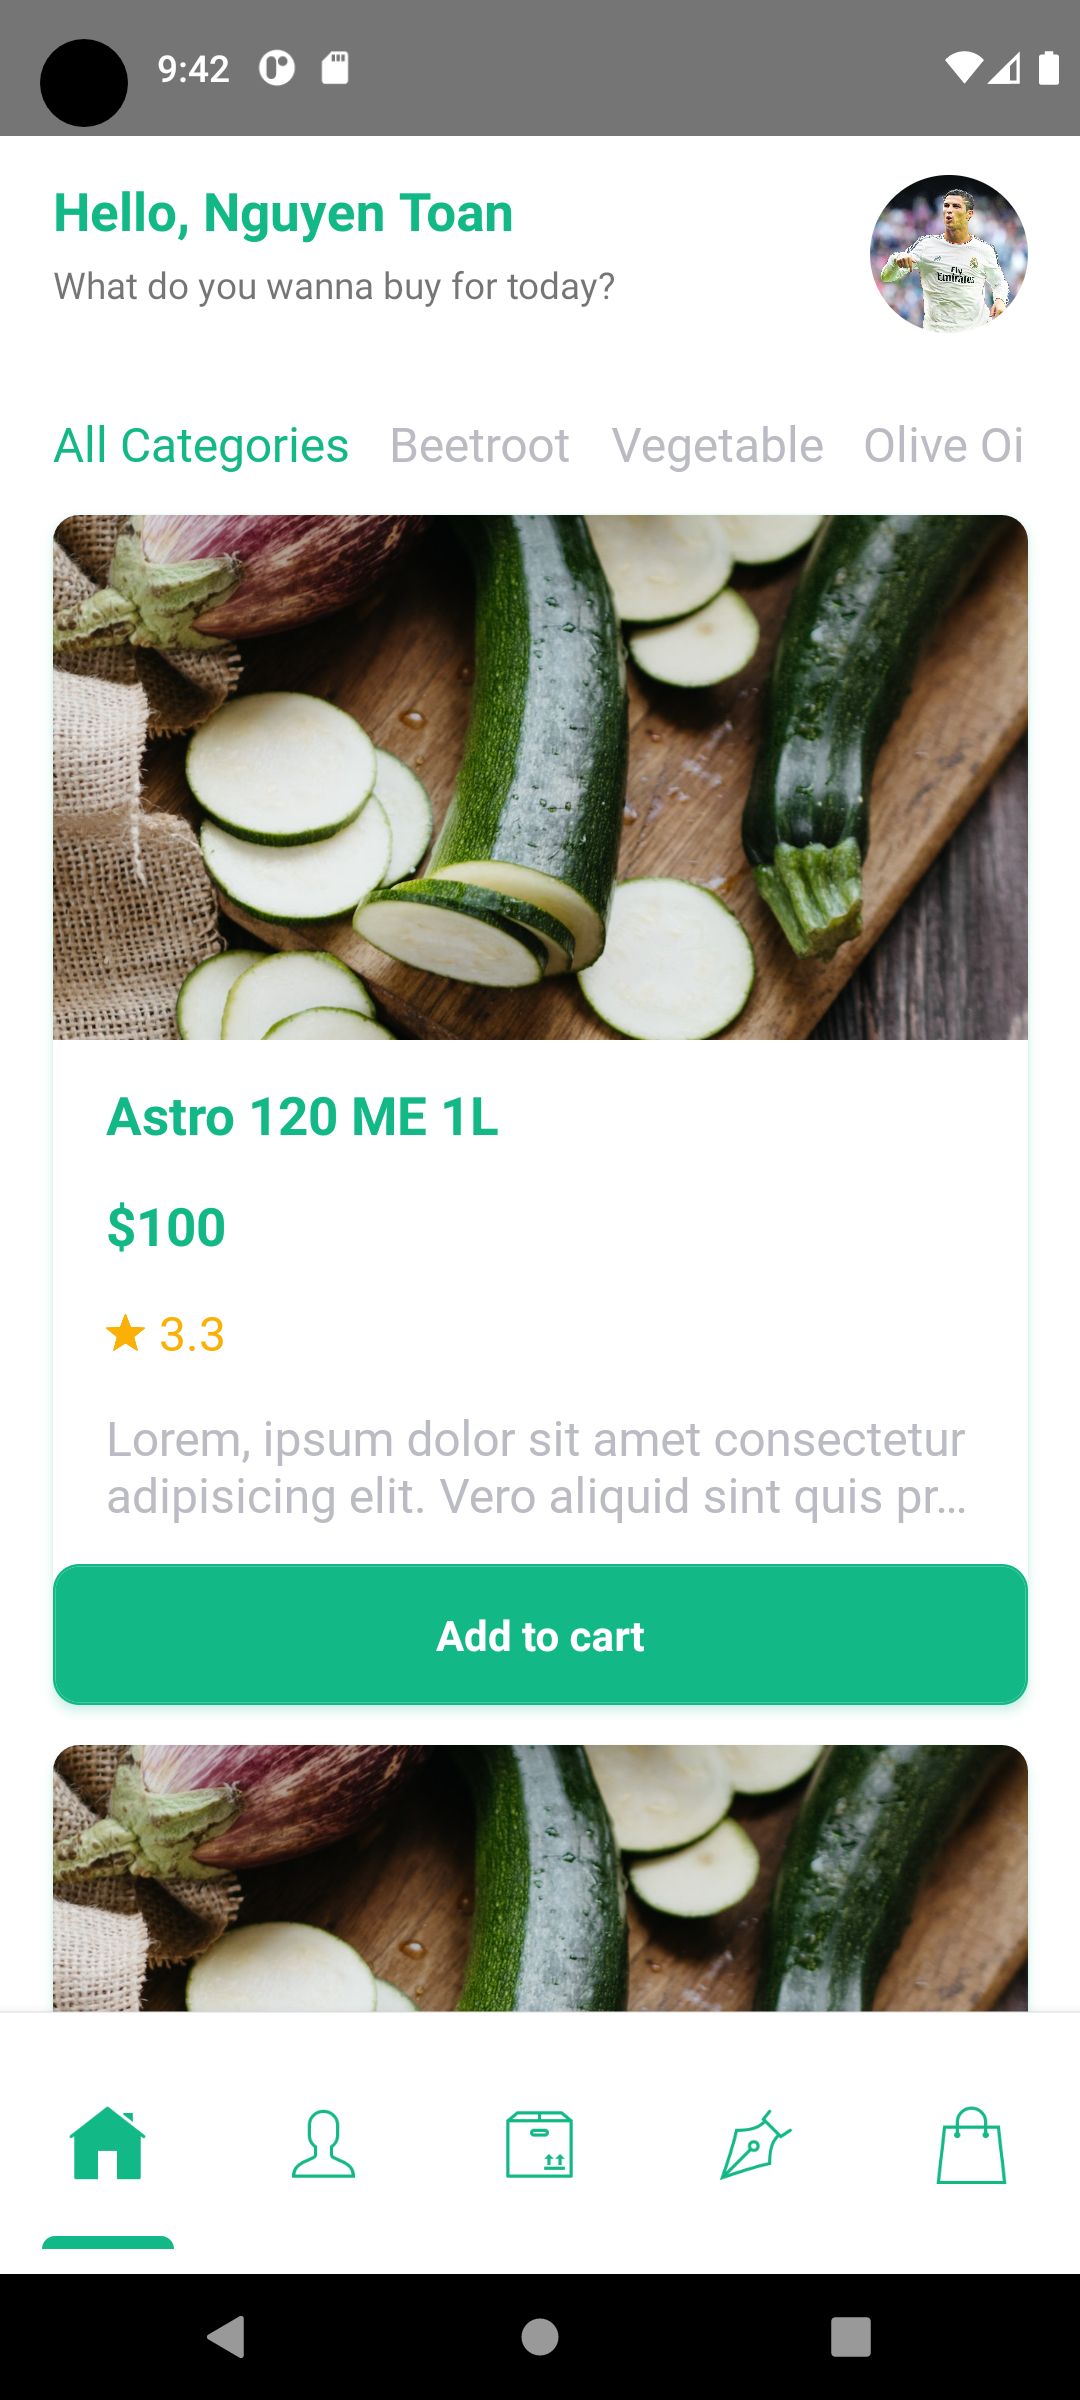 9:42
Hello, Nguyen Toan
What do you wanna buy for today?
Fly
Emirates
All Categories Beetroot Vegetable Olive Oi
Astro 120 ME 1L
$100
3.3
Lorem, ipsum dolor sit amet consectetur
adipisicing elit. Vero aliquid sint quis pr...
Add to cart